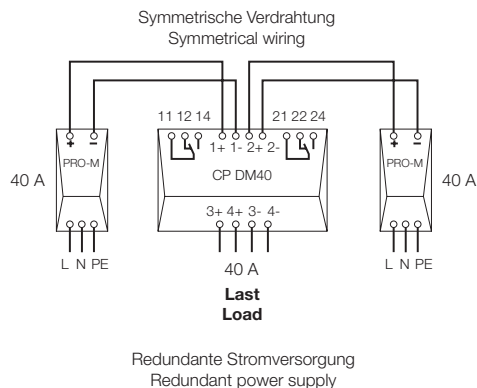 Symmetrische Verdrahtung
Symmetrical wiring
11 12 14
1+ 1- 2+ 2-
21 22 24
+ -
PRO-M
CP DM40
+ -
PRO-M
40 A
40 A
3+ 4+ 3- 4-
L N PE
40 A
L N PE
Last
Load
Redundante Stromversorgung
Redundant power supply